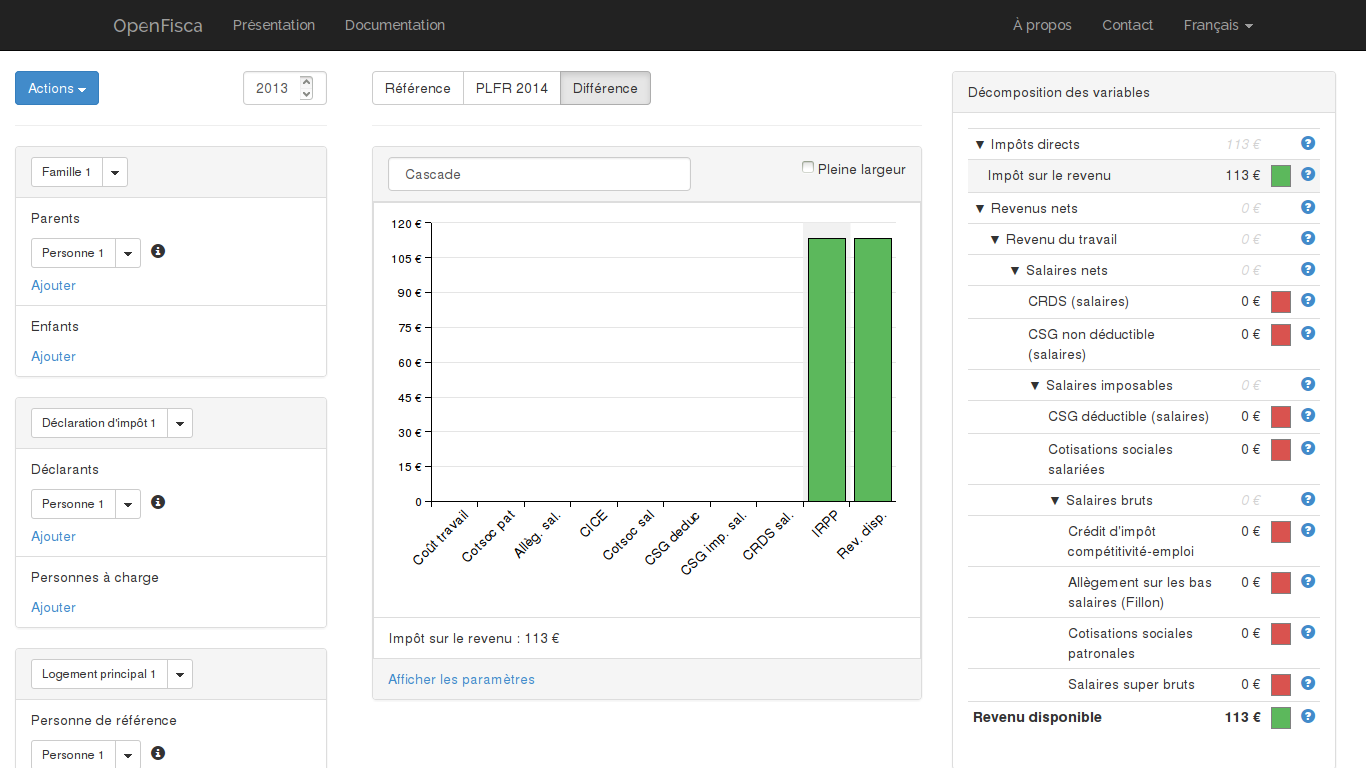 OpenFisca Présentation Documentation À propos Contact Français
Actions 2013
Famille 1
Parents
Personne 1
Ajouter
Enfants
Ajouter
Déclaration d'impôt 1
Déclarants
Personne 1
Ajouter
Personnes à charge
Ajouter
Logement principal 1
Personne de référence
Personne 1
Référence PLFR 2014 Différence
Cascade Pleine largeur
120 €
105 €
90 €
75 €
60 €
45 €
30 €
15 €
0
Coût travail
Cotsoc pat
Allèg. sal.
CICE
Cotsoc sal
CSG deduc
CSG imp. sal.
CRDS sal.
IRPP
Rev. disp.
Impôt sur le revenu : 113 €
Afficher les paramètres
Décomposition des variables
▼ Impôts directs 113 €
Impôt sur le revenu 113 €
▼ Revenus nets 0 €
▼ Revenu du travail 0 €
▼ Salaires nets 0 €
CRDS (salaires) 0 €
CSG non déductible 0 €
(salaires)
▼ Salaires imposables 0 €
CSG déductible (salaires) 0 €
Cotisations sociales 0 €
salariées
▼ Salaires bruts 0 €
Crédit d'impôt 0 €
compétitivité-emploi
Allègement sur les bas 0 €
salaires (Fillon)
Cotisations sociales 0 €
patronales
Salaires super bruts 0 €
Revenu disponible 113 €